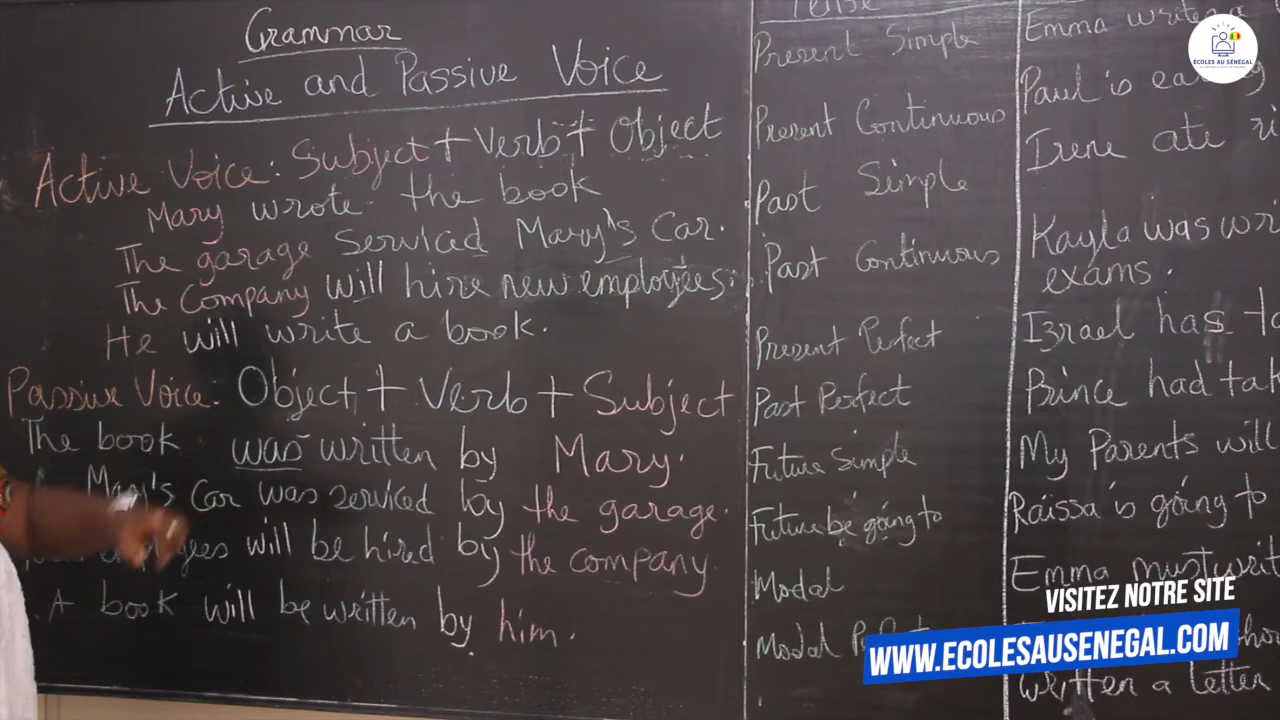 Grammar
Active and Passive Voice
Active Voice: Subject + Verb + Object
Mary wrote the book
The garage serviced Mary's Car.
The Company will hire new employees.
He will write a book.
Passive Voice: Object + Verb + Subject
The book was written by Mary.
Mary's Car was serviced by the garage.
employees will be hired by the company
A book will be written by him.
Tense
Present Simple
Present Continuous
Past Simple
Past Continuous
Present Perfect
Past Perfect
Future Simple
Future be going to
Modal
Modal
Emma write a
Paul is
Irene ate
Kayla was
exams.
Izrael has
Prince had
My Parents will
Raissa is going to
Emma must
written a letter
ÉCOLES AU SÉNÉGAL
VISITEZ NOTRE SITE
WWW.ECOLESAUSENEGAL.COM